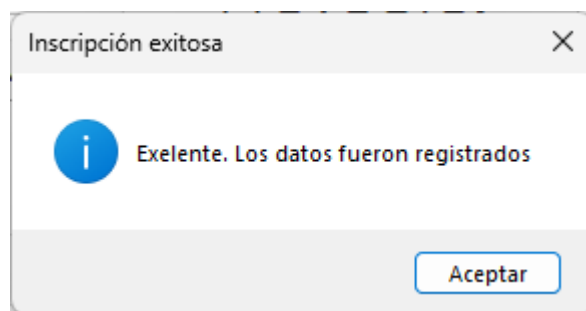 Inscripción exitosa
Exelente. Los datos fueron registrados
Aceptar